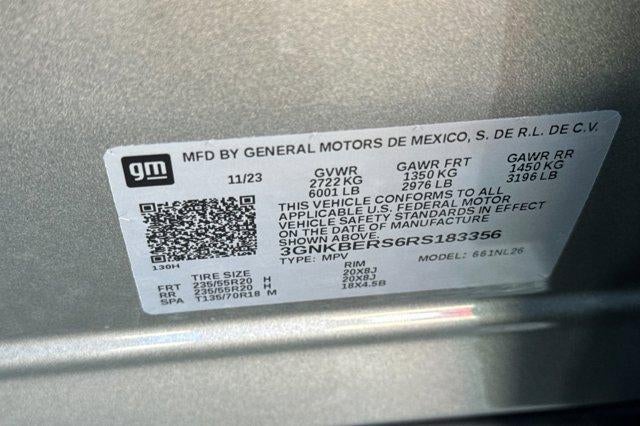 gm MFD BY GENERAL MOTORS DE MEXICO, S. DE R.L. DE C.V.
11/23 GVWR GAWR FRT GAWR RR
2722 KG 1350 KG 1450 KG
6001 LB 2976 LB 3196 LB
THIS VEHICLE CONFORMS TO ALL
APPLICABLE U.S. FEDERAL MOTOR
VEHICLE SAFETY STANDARDS IN EFFECT
ON THE DATE OF MANUFACTURE
SHOWN ABOVE.
3GNKBERS6RS183356
130H TYPE: MPV MODEL: 661NL26
TIRE SIZE RIM
FRT 235/55R20 H 20X8J
RR 235/55R20 H 20X8J
SPA T135/70R18 M 18X4.5B